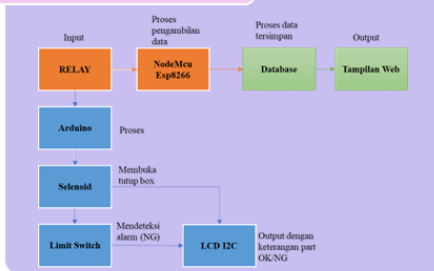 Input
Proses
pengambilan
data
Proses data
tersimpan
Output
RELAY
NodeMcu
Esp8266
Database
Tampilan Web
Arduino
Proses
Selenoid
Membuka
tutup box
Limit Switch
Mendeteksi
alarm (NG)
LCD I2C
Output dengan
keterangan part
OK/NG